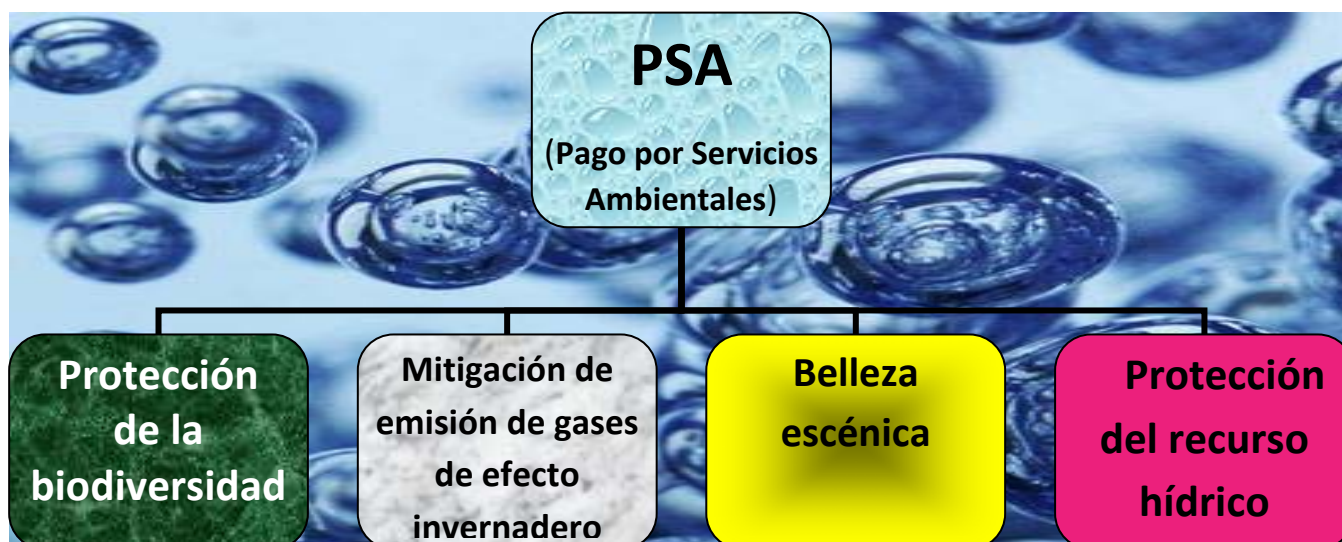 PSA
(Pago por Servicios
Ambientales)
Protección
de la
biodiversidad
Mitigación de
emisión de gases
de efecto
invernadero
Belleza
escénica
Protección
del recurso
hídrico